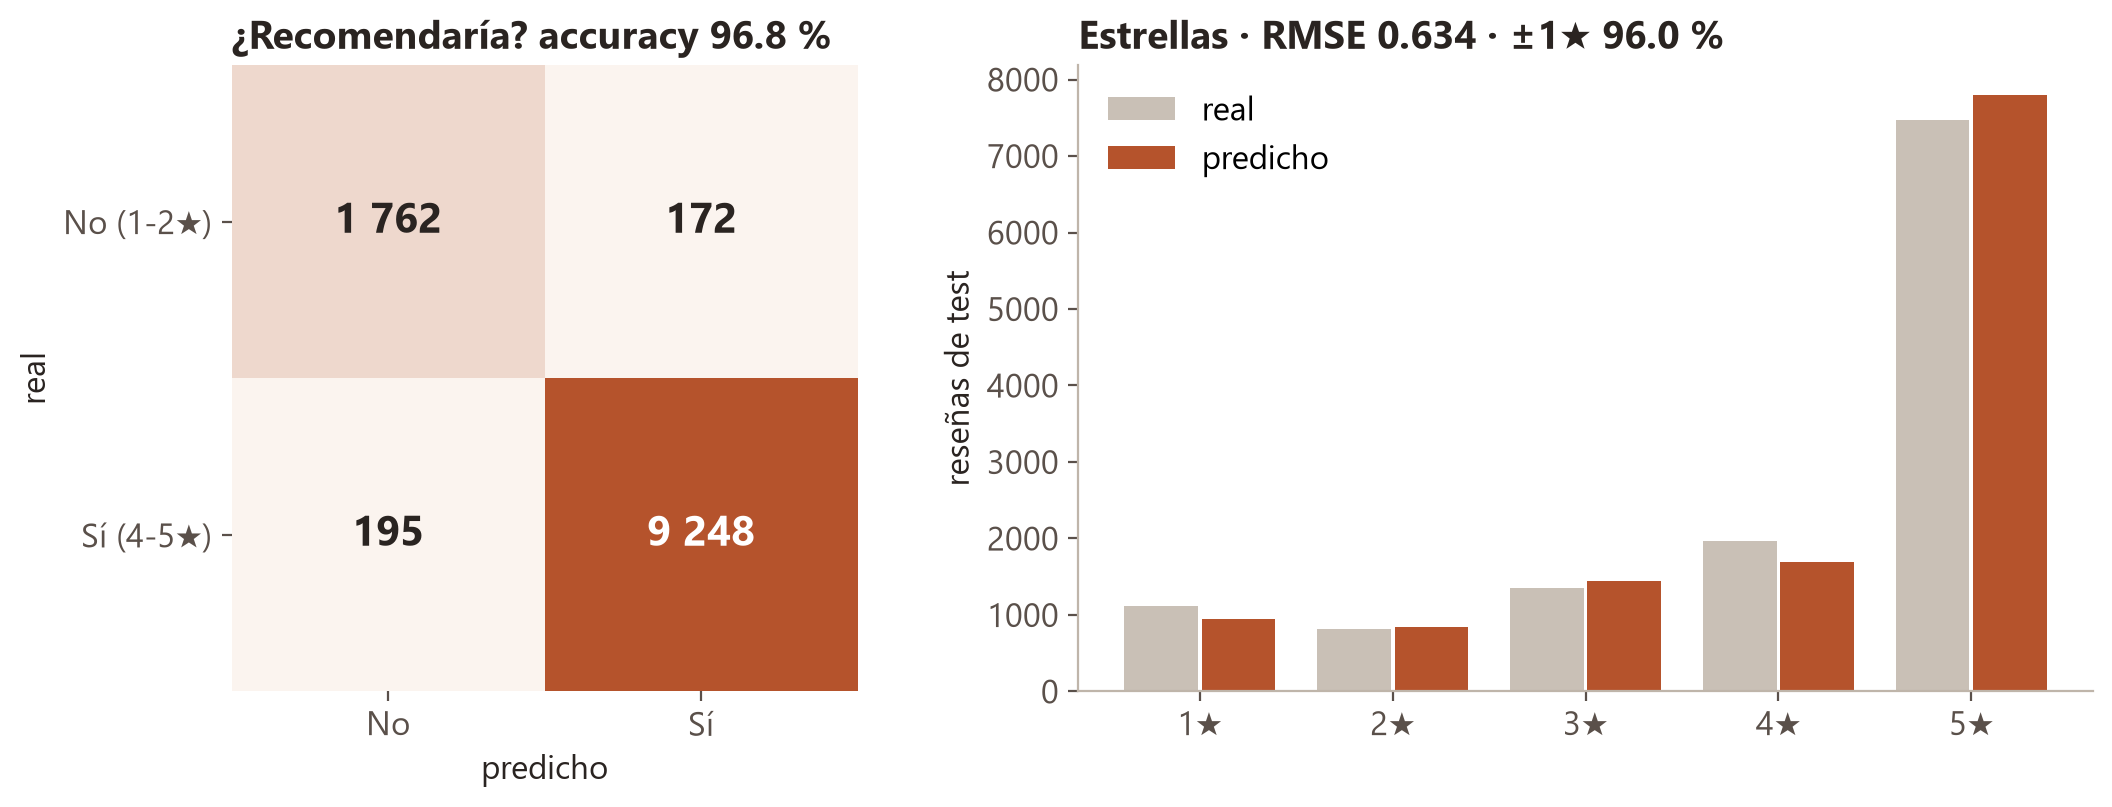 ¿Recomendaría? accuracy 96.8 %
real
No (1-2★)
1 762
172
Sí (4-5★)
195
9 248
No
Sí
predicho
Estrellas · RMSE 0.634 · ±1★ 96.0 %
real
predicho
reseñas de test
8000
7000
6000
5000
4000
3000
2000
1000
0
1★
2★
3★
4★
5★